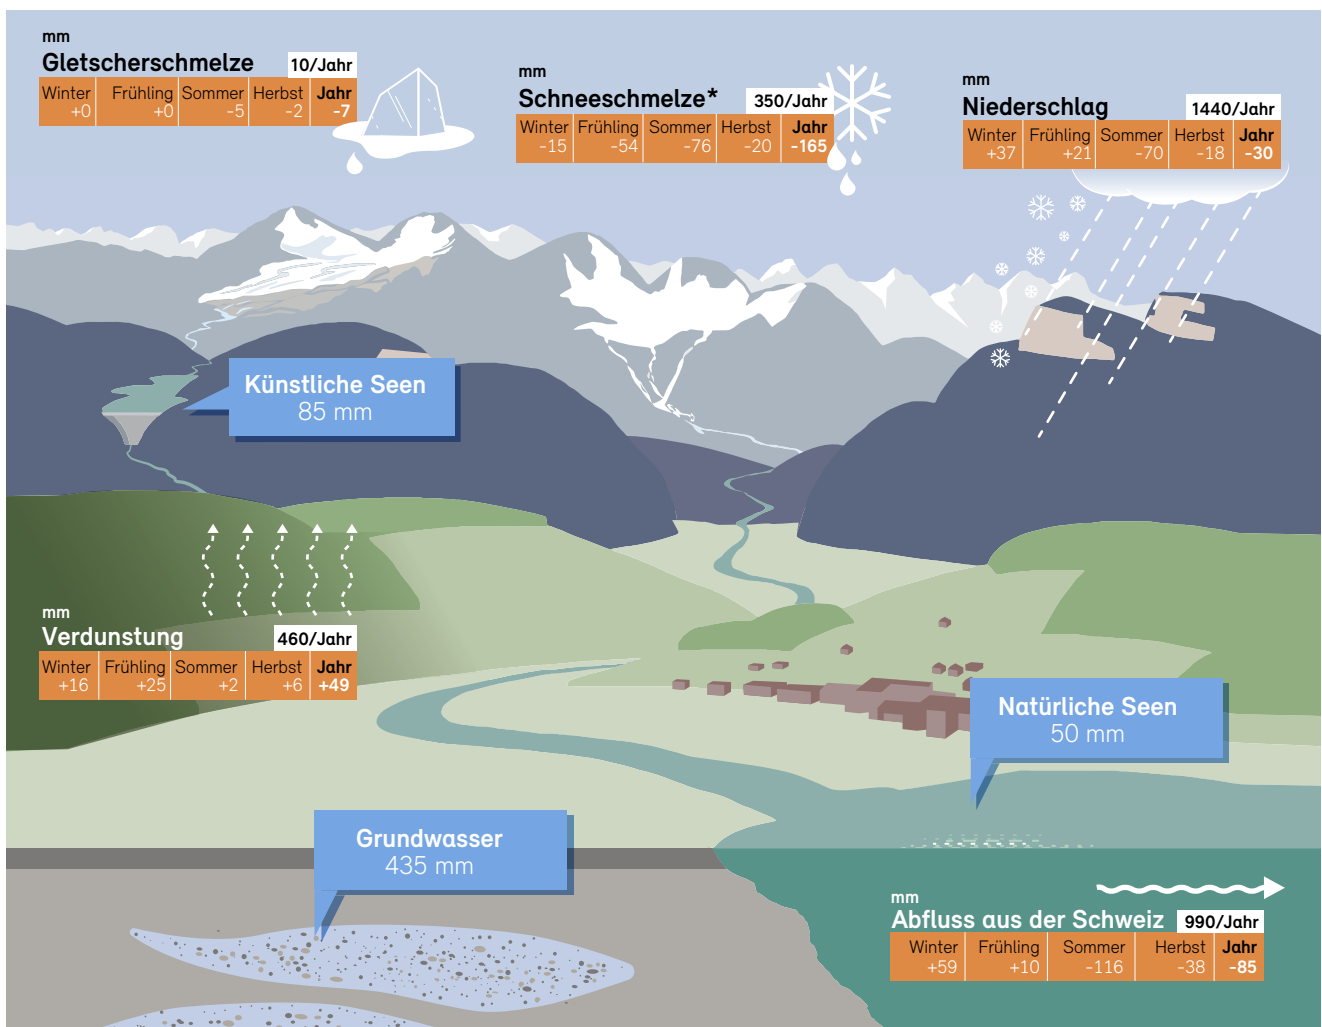 mm
Gletscherschmelze 10/Jahr
Winter Frühling Sommer Herbst Jahr
+0 +0 -5 -2 -7
mm
Schneeschmelze* 350/Jahr
Winter Frühling Sommer Herbst Jahr
-15 -54 -76 -20 -165
mm
Niederschlag 1440/Jahr
Winter Frühling Sommer Herbst Jahr
+37 +21 -70 -18 -30
Künstliche Seen
85 mm
mm
Verdunstung 460/Jahr
Winter Frühling Sommer Herbst Jahr
+16 +25 +2 +6 +49
Natürliche Seen
50 mm
Grundwasser
435 mm
mm
Abfluss aus der Schweiz 990/Jahr
Winter Frühling Sommer Herbst Jahr
+59 +10 -116 -38 -85